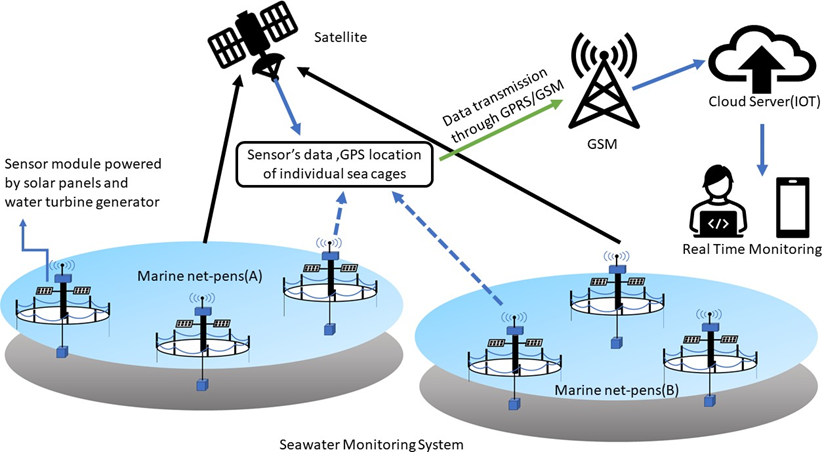 Satellite
Data transmission
through GPRS/GSM
GSM
Cloud Server(IOT)
Sensor's data ,GPS location
of individual sea cages
Sensor module powered
by solar panels and
water turbine generator
</>
Real Time Monitoring
Marine net-pens(A)
Marine net-pens(B)
Seawater Monitoring System